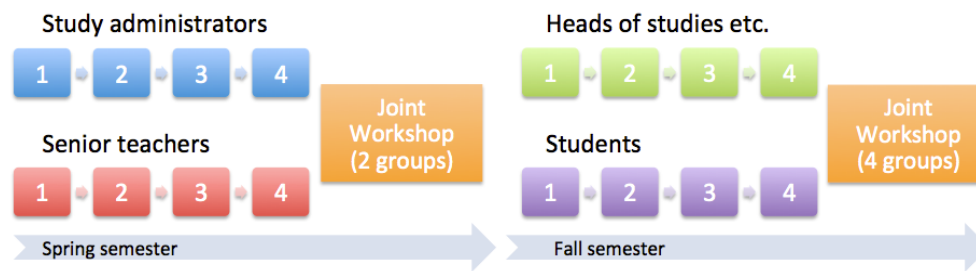 Study administrators
1 2 3 4
Joint
Workshop
(2 groups)
Senior teachers
1 2 3 4
Spring semester
Heads of studies etc.
1 2 3 4
Joint
Workshop
(4 groups)
Students
1 2 3 4
Fall semester